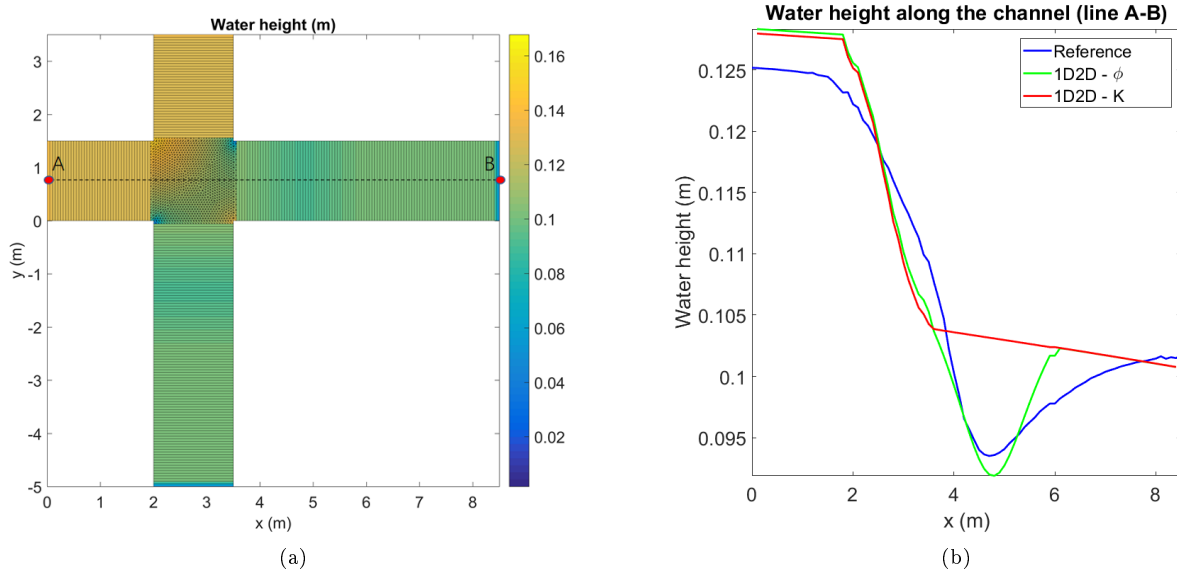 Water height (m)
3
2
1
0
-1
-2
-3
-4
-5
y (m)
A
B
0 1 2 3 4 5 6 7 8
x (m)
0.16
0.14
0.12
0.1
0.08
0.06
0.04
0.02
(a)
Water height along the channel (line A-B)
Reference
1D2D - ϕ
1D2D - K
0.125
0.12
0.115
0.11
0.105
0.1
0.095
Water height (m)
0 2 4 6 8
x (m)
(b)